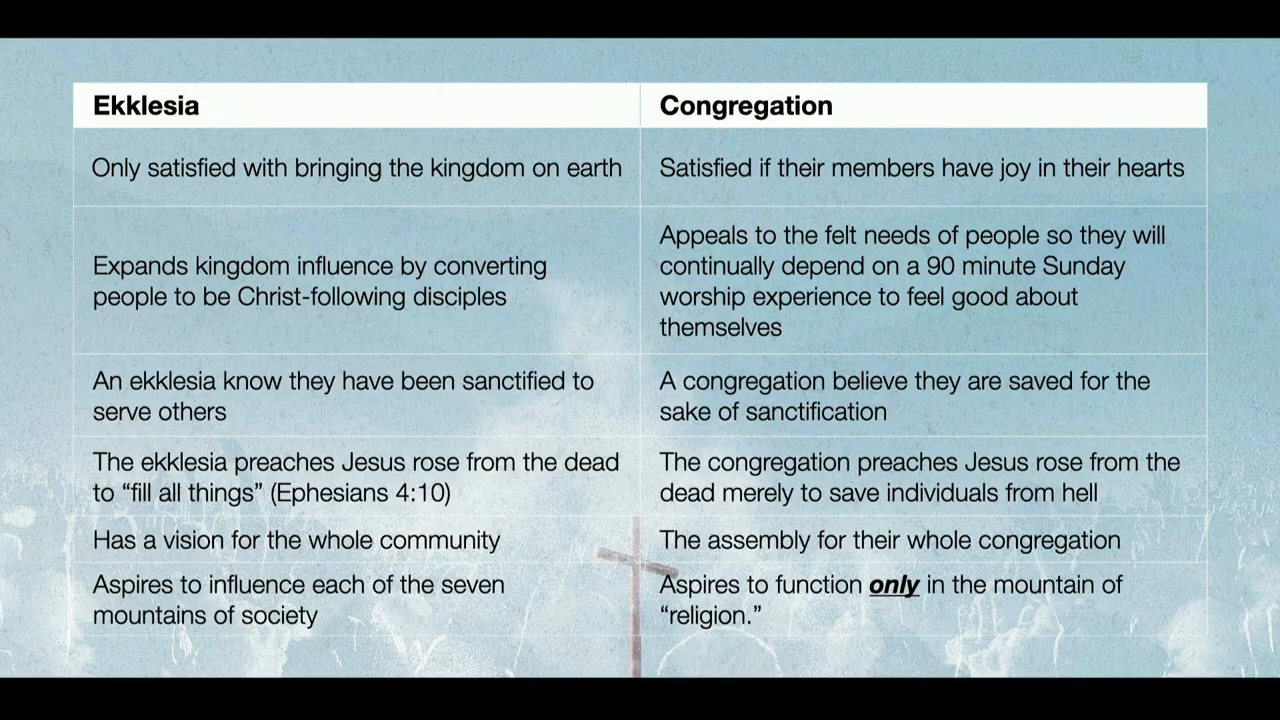 Ekklesia
Congregation
Only satisfied with bringing the kingdom on earth
Satisfied if their members have joy in their hearts
Expands kingdom influence by converting
people to be Christ-following disciples
Appeals to the felt needs of people so they will
continually depend on a 90 minute Sunday
worship experience to feel good about
themselves
An ekklesia know they have been sanctified to
serve others
A congregation believe they are saved for the
sake of sanctification
The ekklesia preaches Jesus rose from the dead
to “fill all things” (Ephesians 4:10)
The congregation preaches Jesus rose from the
dead merely to save individuals from hell
Has a vision for the whole community
The assembly for their whole congregation
Aspires to influence each of the seven
mountains of society
Aspires to function only in the mountain of
“religion.”